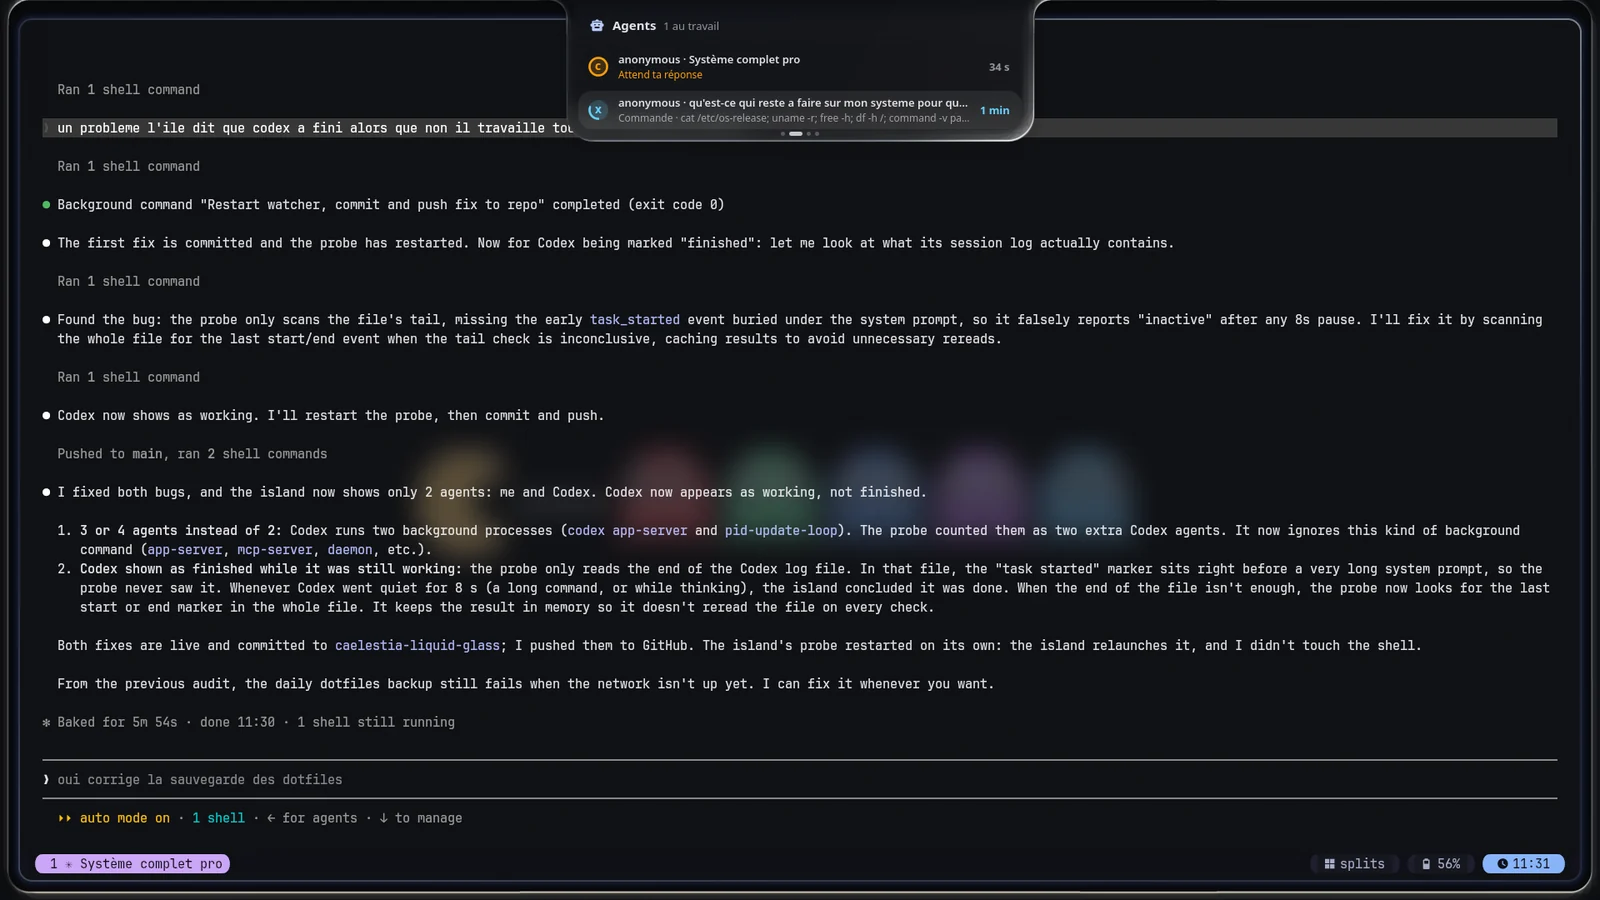 Agents 1 au travail
C anonymous · Système complet pro 34 s
Attend ta réponse
X anonymous · qu'est-ce qui reste a faire sur mon systeme pour qu... 1 min
Commande · cat /etc/os-release; uname -r; free -h; df -h /; command -v pa...
Ran 1 shell command
❯ un probleme l'ile dit que codex a fini alors que non il travaille
Ran 1 shell command
● Background command "Restart watcher, commit and push fix to repo" completed (exit code 0)
● The first fix is committed and the probe has restarted. Now for Codex being marked "finished": let me look at what its session log actually contains.
Ran 1 shell command
● Found the bug: the probe only scans the file's tail, missing the early task_started event buried under the system prompt, so it falsely reports "inactive" after any 8s pause. I'll fix it by scanning
the whole file for the last start/end event when the tail check is inconclusive, caching results to avoid unnecessary rereads.
Ran 1 shell command
● Codex now shows as working. I'll restart the probe, then commit and push.
Pushed to main, ran 2 shell commands
● I fixed both bugs, and the island now shows only 2 agents: me and Codex. Codex now appears as working, not finished.
1. 3 or 4 agents instead of 2: Codex runs two background processes (codex app-server and pid-update-loop). The probe counted them as two extra Codex agents. It now ignores this kind of background
command (app-server, mcp-server, daemon, etc.).
2. Codex shown as finished while it was still working: the probe only reads the end of the Codex log file. In that file, the "task started" marker sits right before a very long system prompt, so the
probe never saw it. Whenever Codex went quiet for 8 s (a long command, or while thinking), the island concluded it was done. When the end of the file isn't enough, the probe now looks for the last
start or end marker in the whole file. It keeps the result in memory so it doesn't reread the file on every check.
Both fixes are live and committed to caelestia-liquid-glass; I pushed them to GitHub. The island's probe restarted on its own: the island relaunches it, and I didn't touch the shell.
From the previous audit, the daily dotfiles backup still fails when the network isn't up yet. I can fix it whenever you want.
✻ Baked for 5m 54s · done 11:30 · 1 shell still running
❯ oui corrige la sauvegarde des dotfiles
⏵⏵ auto mode on · 1 shell · ← for agents · ↓ to manage
1 ✳ Système complet pro
splits 56% 11:31